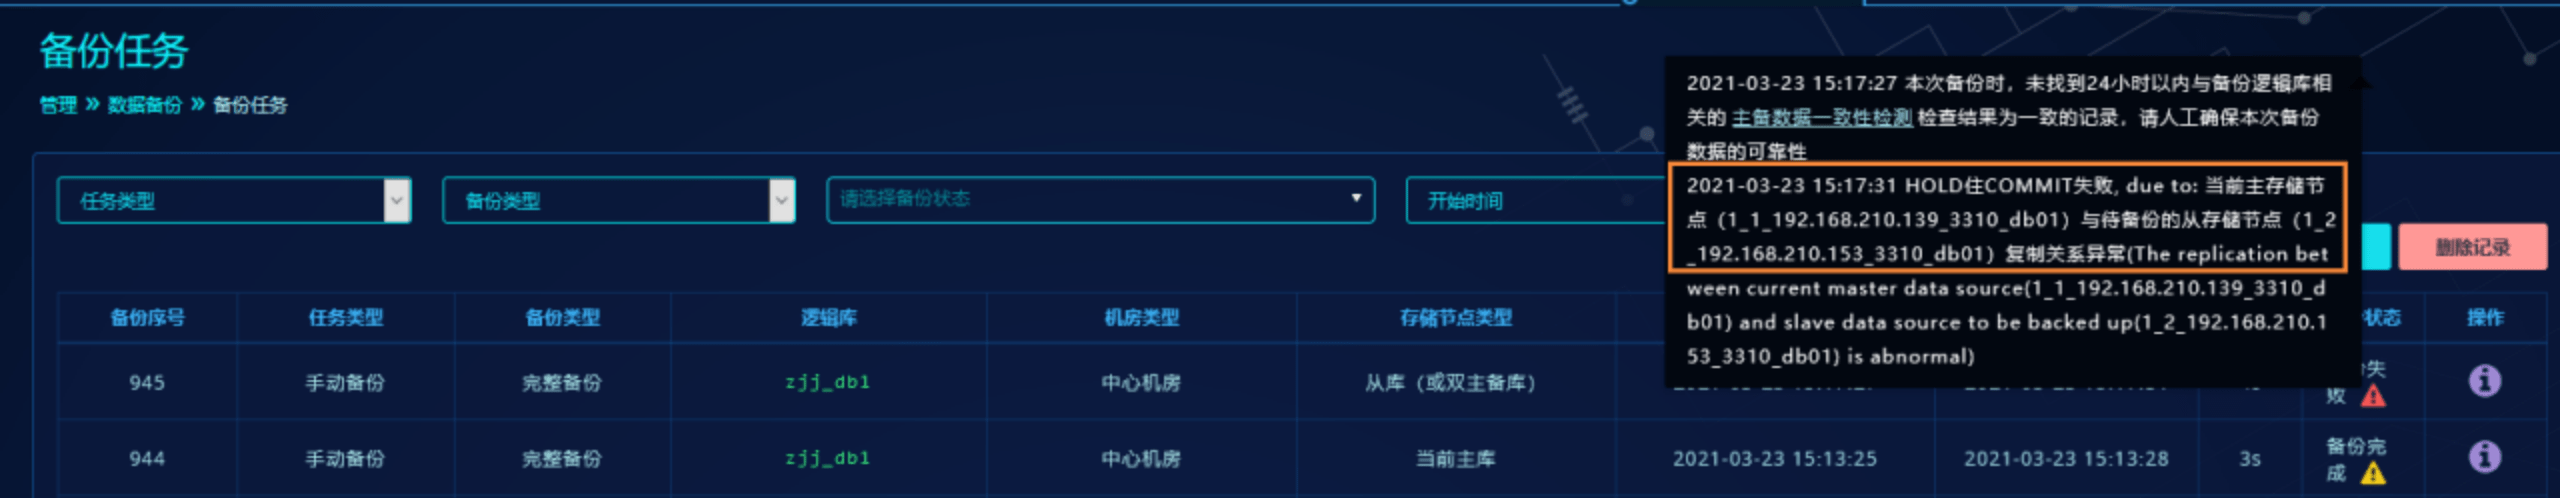 备份任务
管理 » 数据备份 » 备份任务
任务类型
备份类型
请选择备份状态
开始时间
删除记录
2021-03-23 15:17:27 本次备份时，未找到24小时以内与备份逻辑库相
关的 主备数据一致性检测 检查结果为一致的记录，请人工确保本次备份
数据的可靠性
2021-03-23 15:17:31 HOLD住COMMIT失败, due to: 当前主存储节
点（1_1_192.168.210.139_3310_db01）与待备份的从存储节点（1_2
_192.168.210.153_3310_db01）复制关系异常(The replication bet
ween current master data source(1_1_192.168.210.139_3310_d
b01) and slave data source to be backed up(1_2_192.168.210.1
53_3310_db01) is abnormal)
备份序号 任务类型 备份类型 逻辑库 机房类型 存储节点类型 状态 操作
945 手动备份 完整备份 zjj_db1 中心机房 从库（或双主备库） 失
败
944 手动备份 完整备份 zjj_db1 中心机房 当前主库 2021-03-23 15:13:25 2021-03-23 15:13:28 3s 备份完
成